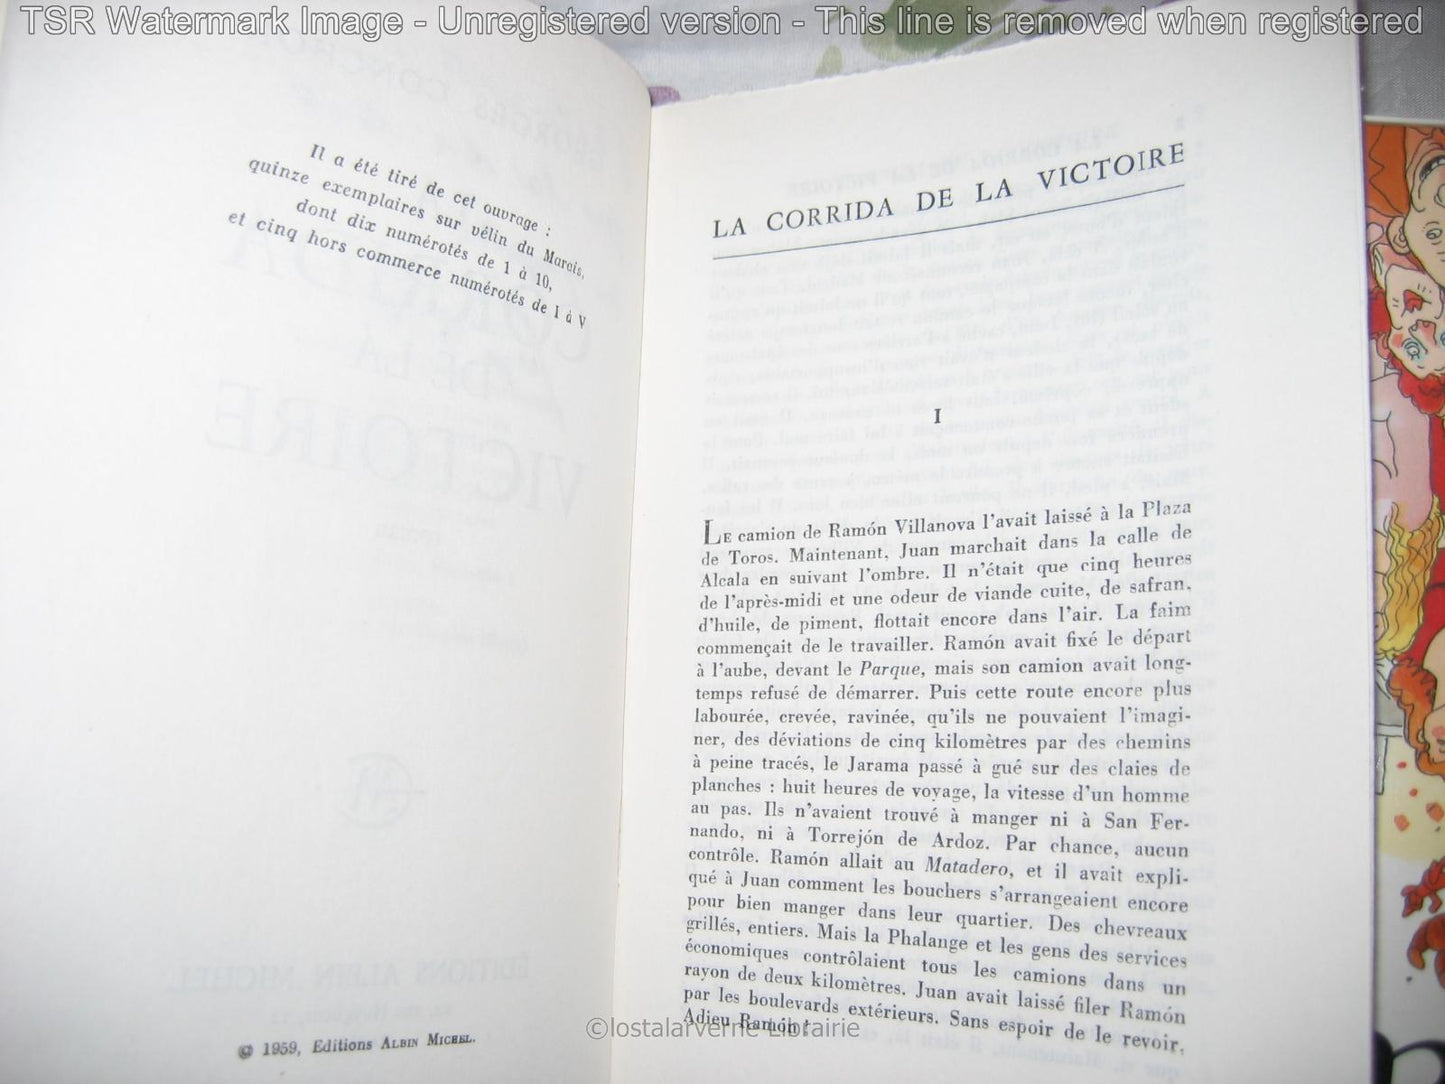 TSR Watermark Image - Unregistered version - This line is removed when registered
Il a été tiré de cet ouvrage :
quinze exemplaires sur vélin du Marais,
dont dix numérotés de 1 à 10,
et cinq hors commerce numérotés de I à V
© 1959, Editions ALBIN MICHEL.
LA CORRIDA DE LA VICTOIRE
I
LE camion de Ramón Villanova l'avait laissé à la Plaza
de Toros. Maintenant, Juan marchait dans la calle de
Alcala en suivant l'ombre. Il n'était que cinq heures
de l'après-midi et une odeur de viande cuite, de safran,
d'huile, de piment, flottait encore dans l'air. La faim
commençait de le travailler. Ramón avait fixé le départ
à l'aube, devant le Parque, mais son camion avait long-
temps refusé de démarrer. Puis cette route encore plus
labourée, crevée, ravinée, qu'ils ne pouvaient l'imagi-
ner, des déviations de cinq kilomètres par des chemins
à peine tracés, le Jarama passé à gué sur des claies de
planches : huit heures de voyage, la vitesse d'un homme
au pas. Ils n'avaient trouvé à manger ni à San Fer-
nando, ni à Torrejón de Ardoz. Par chance, aucun
contrôle. Ramón allait au Matadero, et il avait expli-
qué à Juan comment les bouchers s'arrangeaient encore
pour bien manger dans leur quartier. Des chevreaux
grillés, entiers. Mais la Phalange et les gens des services
économiques contrôlaient tous les camions dans un
rayon de deux kilomètres. Juan avait laissé filer Ramón
par les boulevards extérieurs. Sans espoir de le revoir.
Adieu Ramón !
©lostalarverne Librairie